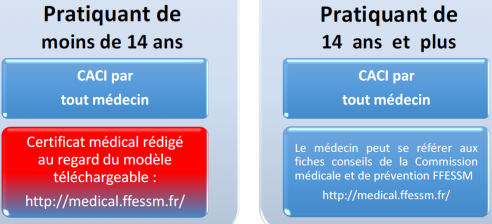 Pratiquant de
moins de 14 ans
CACI par
tout médecin
Certificat médical rédigé
au regard du modèle
téléchargeable :
http://medical.ffessm.fr/
Pratiquant de
14 ans et plus
CACI par
tout médecin
Le médecin peut se référer aux
fiches conseils de la Commission
médicale et de prévention FFESSM
http://medical.ffessm.fr/